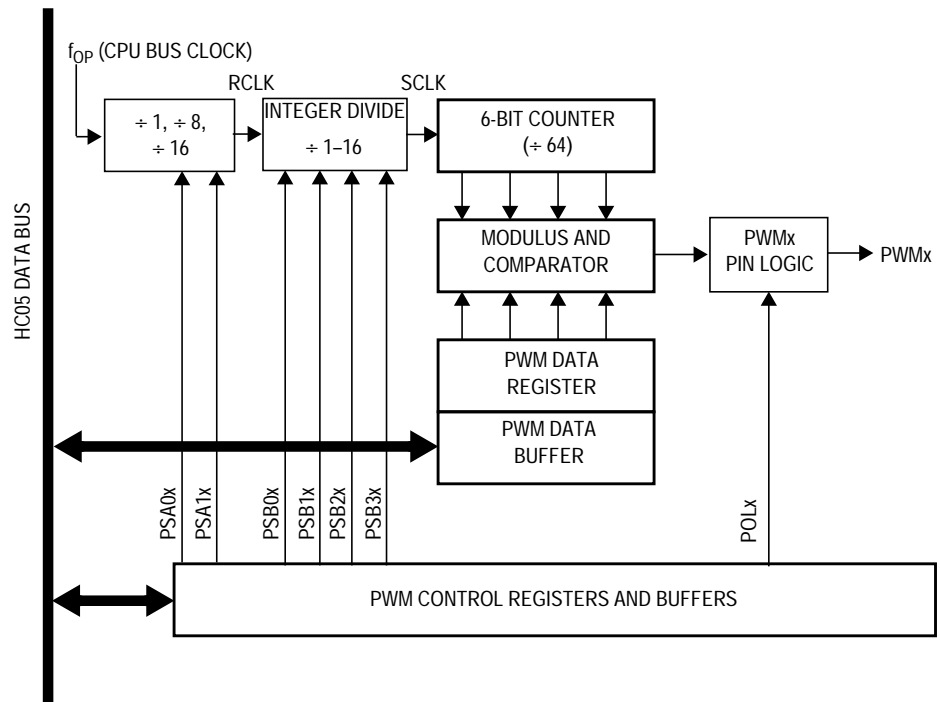 f_OP (CPU BUS CLOCK)
RCLK
SCLK
÷ 1, ÷ 8,
÷ 16
INTEGER DIVIDE
÷ 1–16
6-BIT COUNTER
(÷ 64)
MODULUS AND
COMPARATOR
PWMx
PIN LOGIC
PWMx
HC05 DATA BUS
PWM DATA
REGISTER
PWM DATA
BUFFER
PSA0x
PSA1x
PSB0x
PSB1x
PSB2x
PSB3x
POLx
PWM CONTROL REGISTERS AND BUFFERS